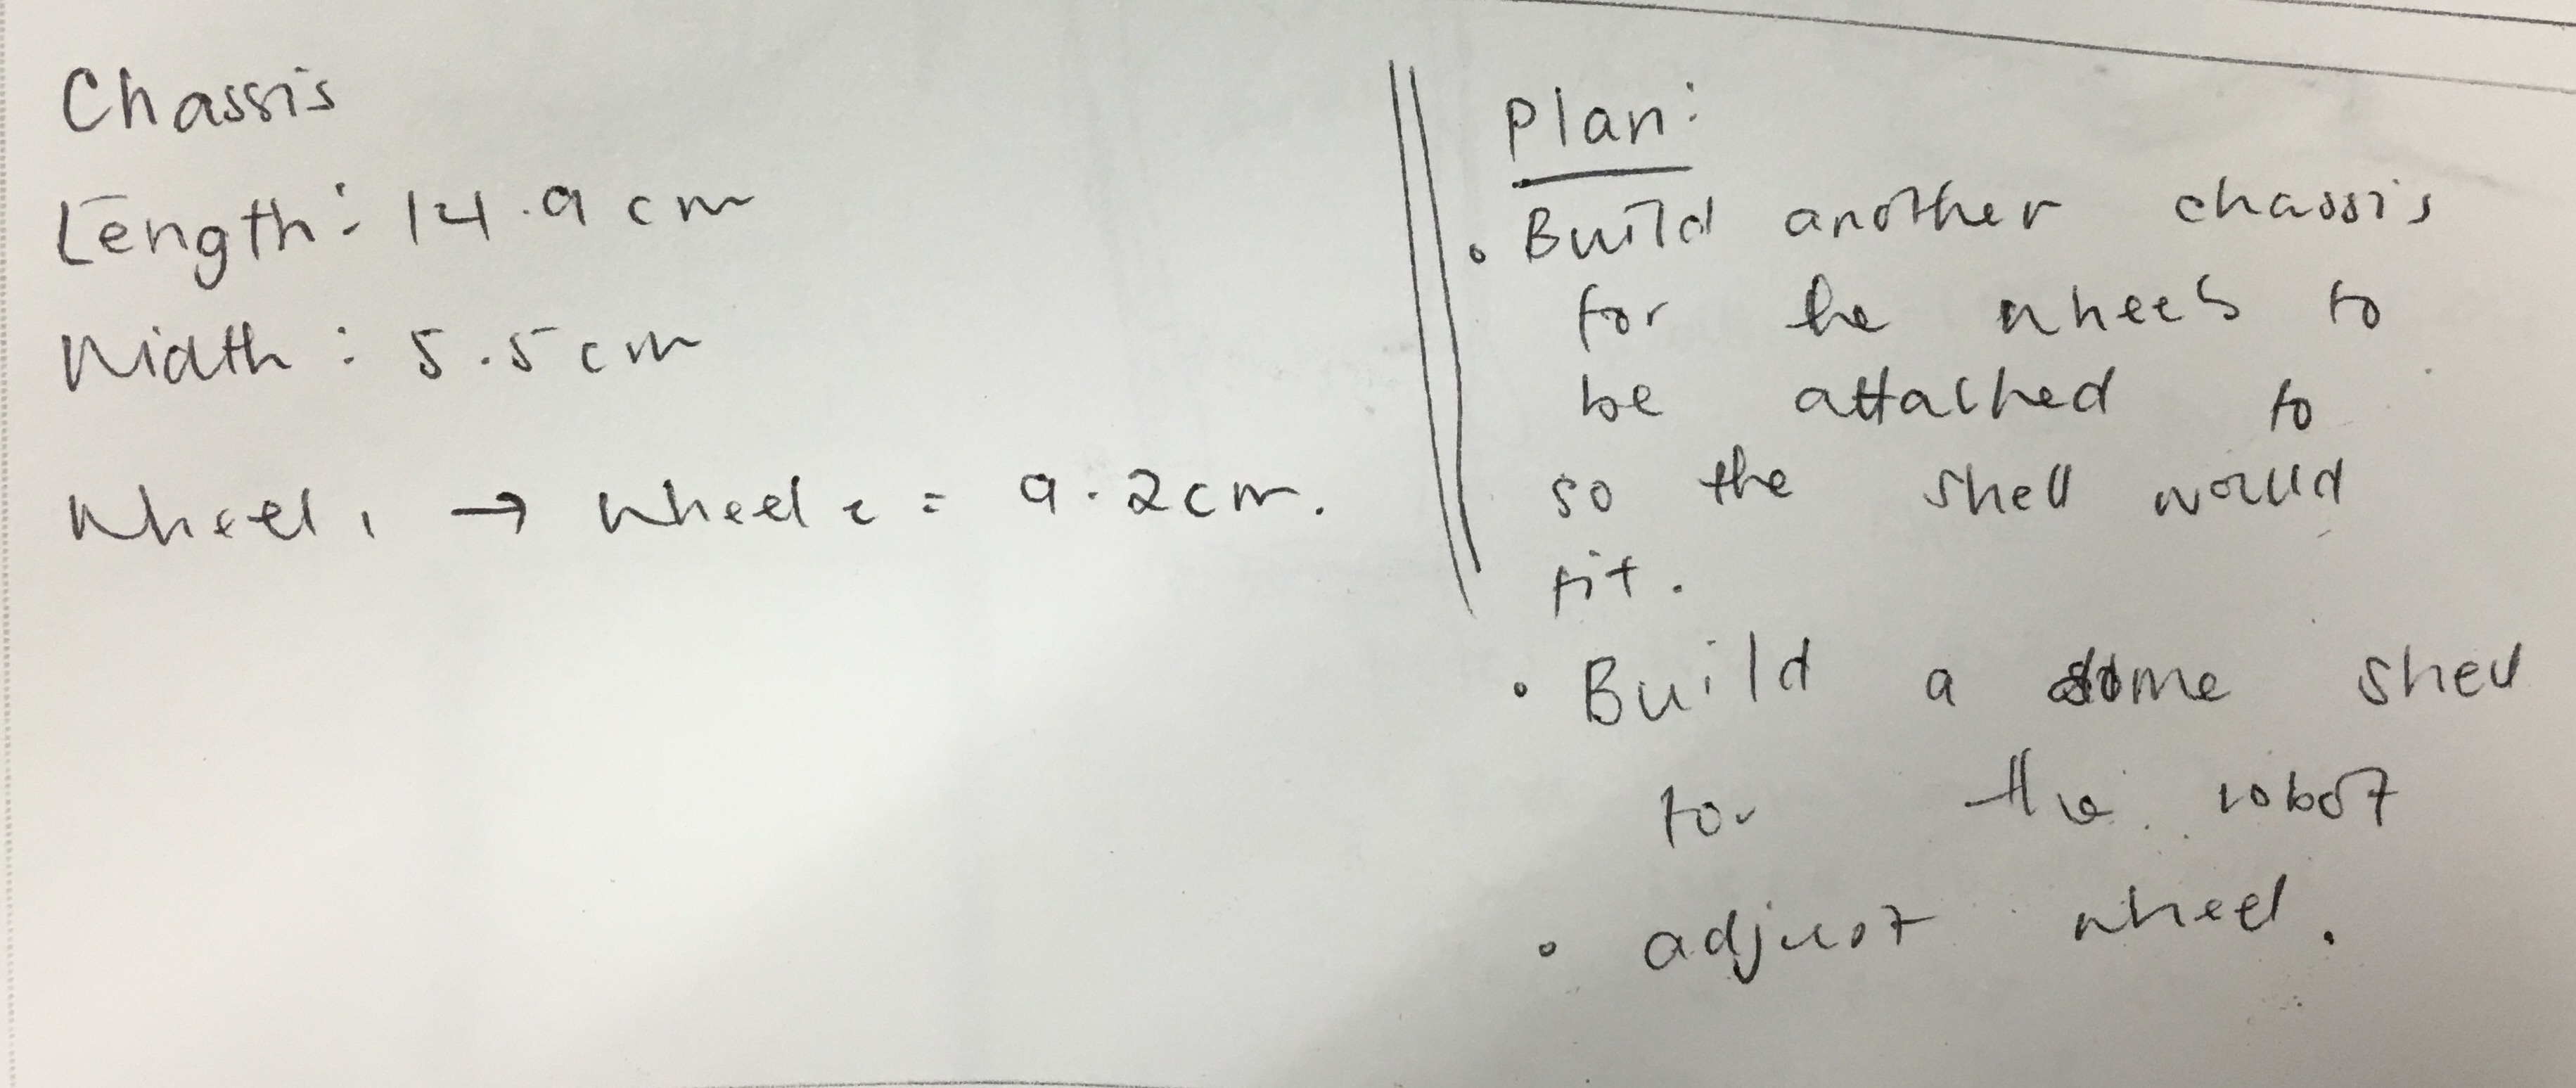 Chassis
Length: 14.9 cm
Width : 5.5 cm
Wheel 1 → Wheel 2 = 9.2cm.
Plan:
• Build another chassis
for the wheels to
be attached to
so the shell would
fit.
• Build a dome shell
for the robot
• adjust wheel.